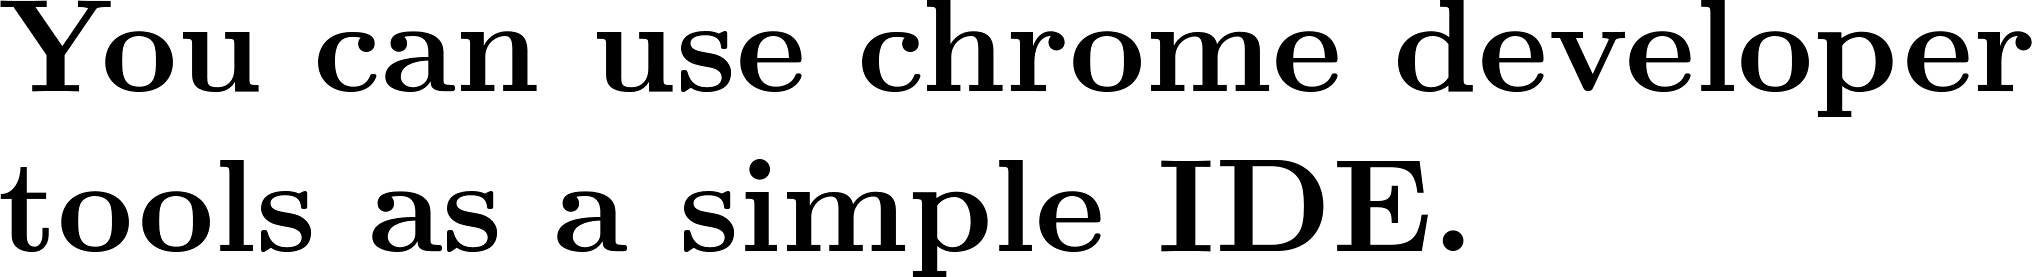 You can use chrome developer
tools as a simple IDE.